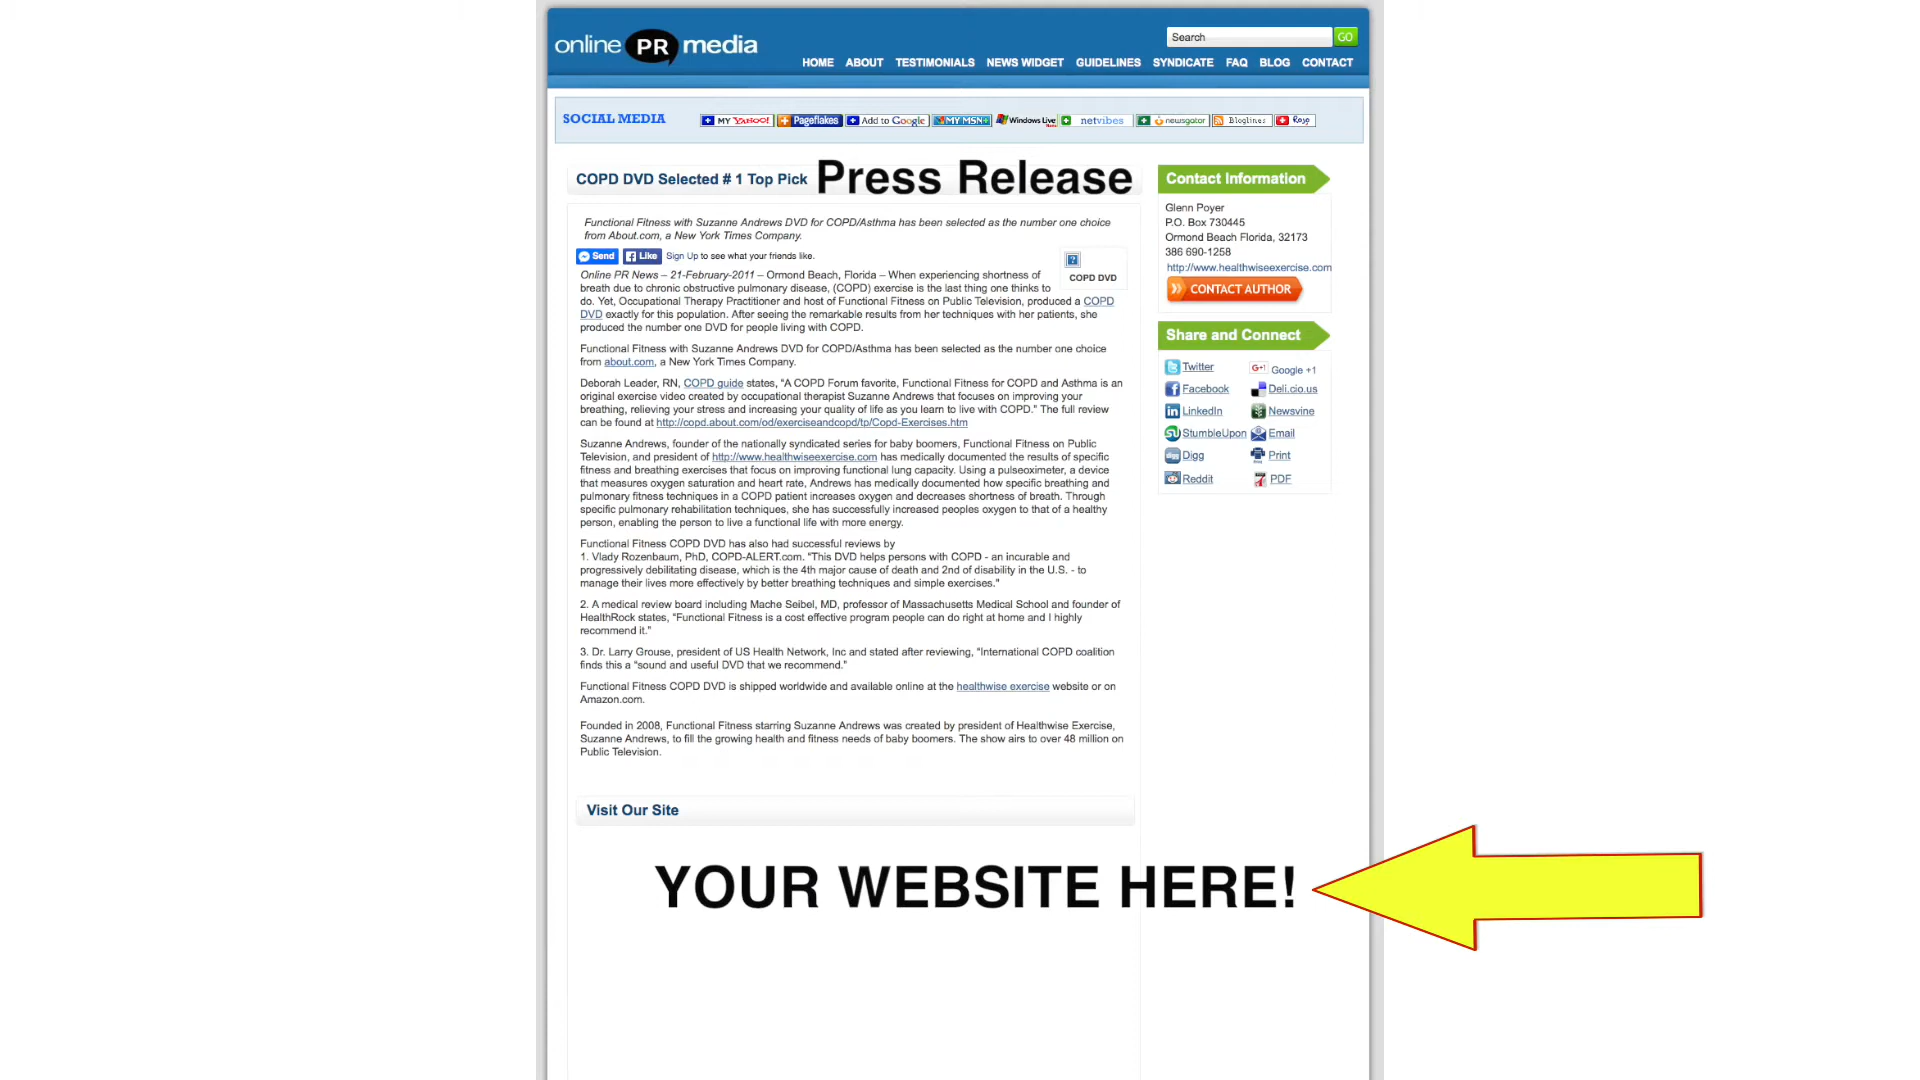 online PR media
Search GO
HOME ABOUT TESTIMONIALS NEWS WIDGET GUIDELINES SYNDICATE FAQ BLOG CONTACT
SOCIAL MEDIA MY YAHOO! Pageflakes Add to Google MY MSN Windows Live netvibes newsgator Bloglines Rojo
COPD DVD Selected # 1 Top Pick Press Release
Functional Fitness with Suzanne Andrews DVD for COPD/Asthma has been selected as the number one choice
from About.com, a New York Times Company.
Send Like Sign Up to see what your friends like.
COPD DVD
Online PR News – 21-February-2011 – Ormond Beach, Florida – When experiencing shortness of
breath due to chronic obstructive pulmonary disease, (COPD) exercise is the last thing one thinks to
do. Yet, Occupational Therapy Practitioner and host of Functional Fitness on Public Television, produced a COPD
DVD exactly for this population. After seeing the remarkable results from her techniques with her patients, she
produced the number one DVD for people living with COPD.
Functional Fitness with Suzanne Andrews DVD for COPD/Asthma has been selected as the number one choice
from about.com, a New York Times Company.
Deborah Leader, RN, COPD guide states, "A COPD Forum favorite, Functional Fitness for COPD and Asthma is an
original exercise video created by occupational therapist Suzanne Andrews that focuses on improving your
breathing, relieving your stress and increasing your quality of life as you learn to live with COPD." The full review
can be found at http://copd.about.com/od/exerciseandcopd/tp/Copd-Exercises.htm
Suzanne Andrews, founder of the nationally syndicated series for baby boomers, Functional Fitness on Public
Television, and president of http://www.healthwiseexercise.com has medically documented the results of specific
fitness and breathing exercises that focus on improving functional lung capacity. Using a pulseoximeter, a device
that measures oxygen saturation and heart rate, Andrews has medically documented how specific breathing and
pulmonary fitness techniques in a COPD patient increases oxygen and decreases shortness of breath. Through
specific pulmonary rehabilitation techniques, she has successfully increased peoples oxygen to that of a healthy
person, enabling the person to live a functional life with more energy.
Functional Fitness COPD DVD has also had successful reviews by
1. Vlady Rozenbaum, PhD, COPD-ALERT.com. "This DVD helps persons with COPD - an incurable and
progressively debilitating disease, which is the 4th major cause of death and 2nd of disability in the U.S. - to
manage their lives more effectively by better breathing techniques and simple exercises."
2. A medical review board including Mache Seibel, MD, professor of Massachusetts Medical School and founder of
HealthRock states, "Functional Fitness is a cost effective program people can do right at home and I highly
recommend it."
3. Dr. Larry Grouse, president of US Health Network, Inc and stated after reviewing, "International COPD coalition
finds this a "sound and useful DVD that we recommend."
Functional Fitness COPD DVD is shipped worldwide and available online at the healthwise exercise website or on
Amazon.com.
Founded in 2008, Functional Fitness starring Suzanne Andrews was created by president of Healthwise Exercise,
Suzanne Andrews, to fill the growing health and fitness needs of baby boomers. The show airs to over 48 million on
Public Television.
Visit Our Site
YOUR WEBSITE HERE!
Contact Information
Glenn Poyer
P.O. Box 730445
Ormond Beach Florida, 32173
386 690-1258
http://www.healthwiseexercise.com
CONTACT AUTHOR
Share and Connect
Twitter Google +1
Facebook Deli.cio.us
LinkedIn Newsvine
StumbleUpon Email
Digg Print
Reddit PDF